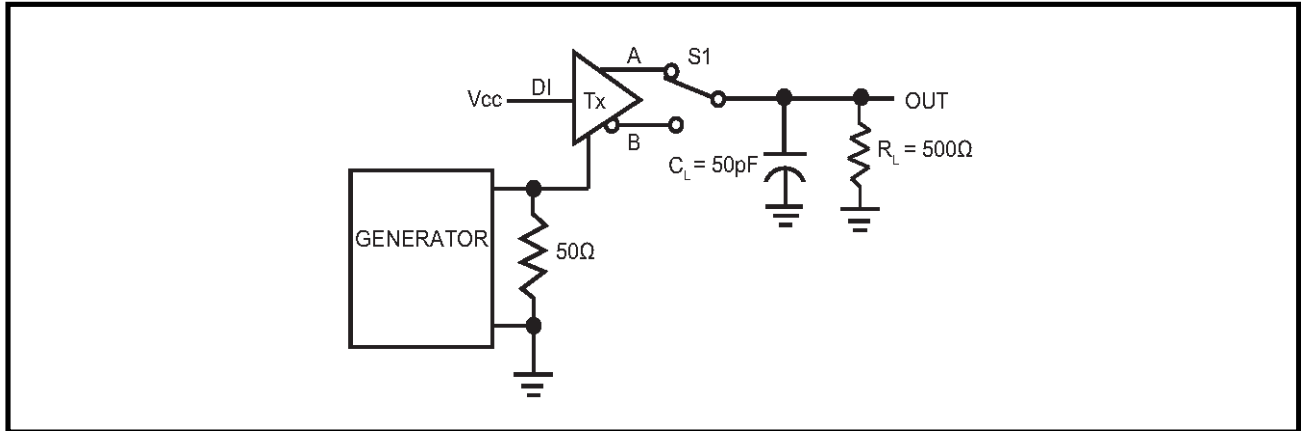 A
S1
Vcc
DI
Tx
OUT
B
C_L = 50pF
R_L = 500Ω
GENERATOR
50Ω